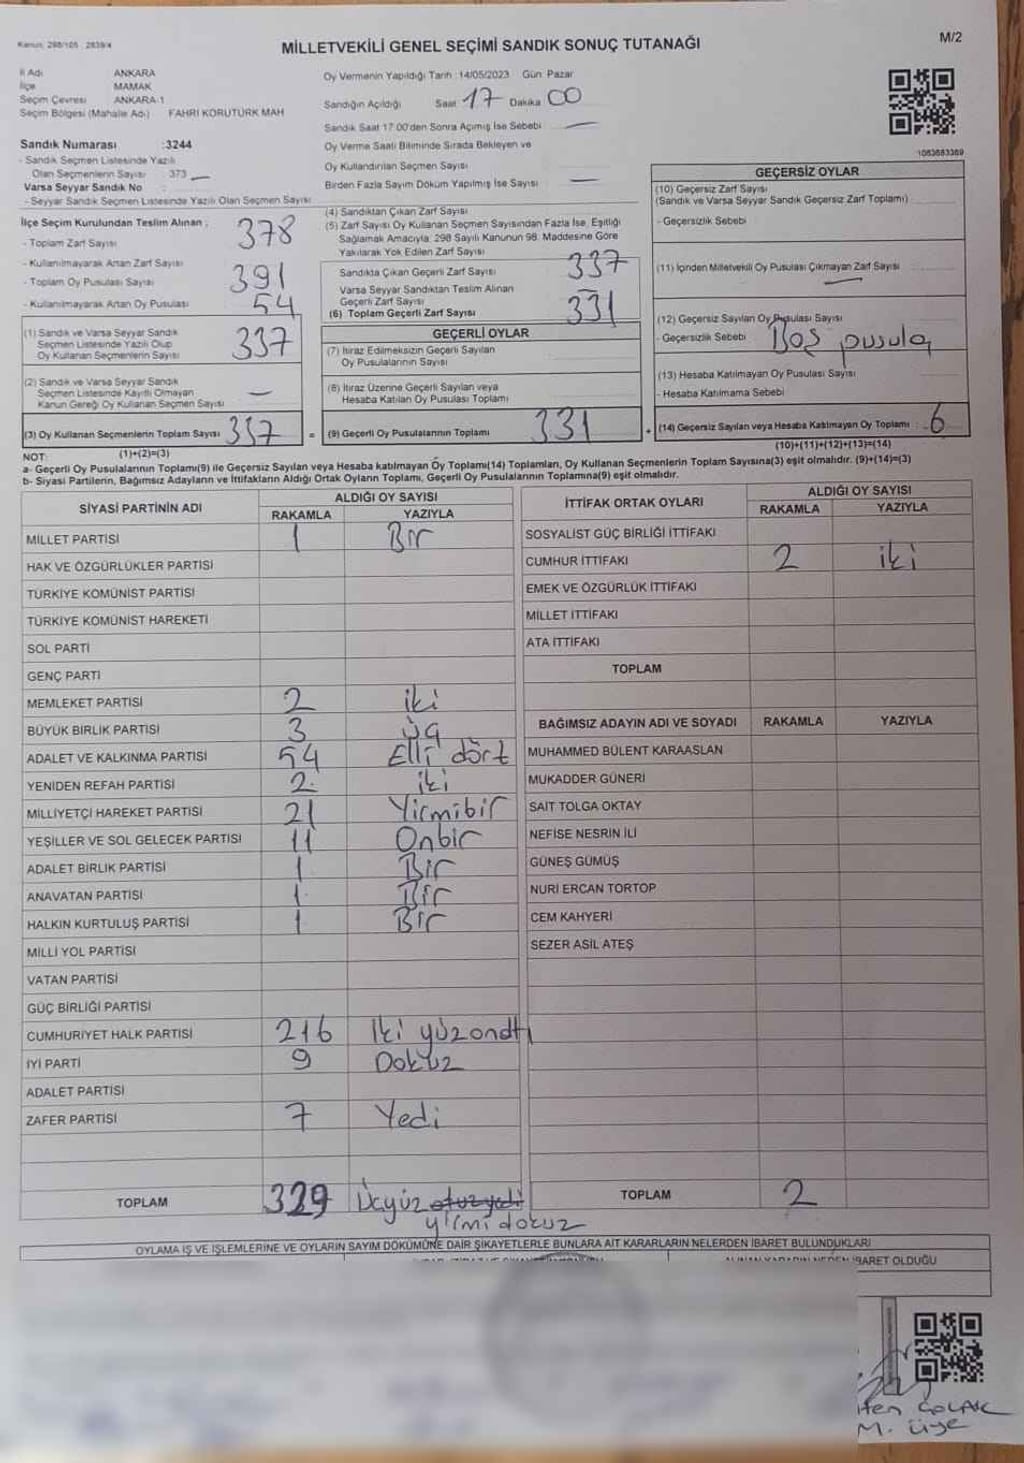 Kanun: 298/105 : 2839/4
MİLLETVEKİLİ GENEL SEÇİMİ SANDIK SONUÇ TUTANAĞI
M/2
İl Adı ANKARA
İlçe MAMAK
Seçim Çevresi ANKARA-1
Seçim Bölgesi (Mahalle Adı) FAHRİ KORUTÜRK MAH
Oy Vermenin Yapıldığı Tarih : 14/05/2023 Gün: Pazar
Sandığın Açıldığı Saat 17 Dakika 00
Sandık Saat 17:00'den Sonra Açımış İse Sebebi
Oy Verme Saati Bitiminde Sırada Bekleyen ve
Oy Kullandırılan Seçmen Sayısı
Birden Fazla Sayım Döküm Yapılmış İse Sayısı
1083683369
Sandık Numarası :3244
- Sandık Seçmen Listesinde Yazılı
Olan Seçmenlerin Sayısı 373
Varsa Seyyar Sandık No
- Seyyar Sandık Seçmen Listesinde Yazılı Olan Seçmen Sayısı
İlçe Seçim Kurulundan Teslim Alınan ;
- Toplam Zarf Sayısı 378
- Kullanılmayarak Artan Zarf Sayısı
- Toplam Oy Pusulası Sayısı 391
- Kullanılmayarak Artan Oy Pusulası 54
(1) Sandık ve Varsa Seyyar Sandık
Seçmen Listesinde Yazılı Olup
Oy Kullanan Seçmenlerin Sayısı 337
(2) Sandık ve Varsa Seyyar Sandık
Seçmen Listesinde Kayıtlı Olmayan
Kanun Gereği Oy Kullanan Seçmen Sayısı
(3) Oy Kullanan Seçmenlerin Toplam Sayısı 337 =
(1)+(2)=(3)
(4) Sandıktan Çıkan Zarf Sayısı
(5) Zarf Sayısı Oy Kullanan Seçmen Sayısından Fazla İse, Eşitliği
Sağlamak Amacıyla; 298 Sayılı Kanunun 98. Maddesine Göre
Yakılarak Yok Edilen Zarf Sayısı
Sandıkta Çıkan Geçerli Zarf Sayısı 337
Varsa Seyyar Sandıktan Teslim Alınan
Geçerli Zarf Sayısı
(6) Toplam Geçerli Zarf Sayısı 331
GEÇERLİ OYLAR
(7) İtiraz Edilmeksizin Geçerli Sayılan
Oy Pusulalarının Sayısı
(8) İtiraz Üzerine Geçerli Sayılan veya
Hesaba Katılan Oy Pusulası Toplamı
(9) Geçerli Oy Pusulalarının Toplamı 331 +
GEÇERSİZ OYLAR
(10) Geçersiz Zarf Sayısı
(Sandık ve Varsa Seyyar Sandık Geçersiz Zarf Toplamı)
- Geçersizlik Sebebi
(11) İçinden Milletvekili Oy Pusulası Çıkmayan Zarf Sayısı
(12) Geçersiz Sayılan Oy Pusulası Sayısı
- Geçersizlik Sebebi Boş pusula
(13) Hesaba Katılmayan Oy Pusulası Sayısı
- Hesaba Katılmama Sebebi
(14) Geçersiz Sayılan veya Hesaba Katılmayan Oy Toplamı : 6
(10)+(11)+(12)+(13)=(14)
NOT:
a- Geçerli Oy Pusulalarının Toplamı(9) ile Geçersiz Sayılan veya Hesaba katılmayan Oy Toplamı(14) Toplamları, Oy Kullanan Seçmenlerin Toplam Sayısına(3) eşit olmalıdır. (9)+(14)=(3)
b- Siyasi Partilerin, Bağımsız Adayların ve İttifakların Aldığı Ortak Oyların Toplamı, Geçerli Oy Pusulalarının Toplamına(9) eşit olmalıdır.
SİYASİ PARTİNİN ADI ALDIĞI OY SAYISI
RAKAMLA YAZIYLA
MİLLET PARTİSİ 1 Bir
HAK VE ÖZGÜRLÜKLER PARTİSİ
TÜRKİYE KOMÜNİST PARTİSİ
TÜRKİYE KOMÜNİST HAREKETİ
SOL PARTİ
GENÇ PARTİ
MEMLEKET PARTİSİ 2 iki
BÜYÜK BİRLİK PARTİSİ 3 üç
ADALET VE KALKINMA PARTİSİ 54 Elli dört
YENİDEN REFAH PARTİSİ 2 iki
MİLLİYETÇİ HAREKET PARTİSİ 21 Yirmibir
YEŞİLLER VE SOL GELECEK PARTİSİ 11 Onbir
ADALET BİRLİK PARTİSİ 1 Bir
ANAVATAN PARTİSİ 1 Bir
HALKIN KURTULUŞ PARTİSİ 1 Bir
MİLLİ YOL PARTİSİ
VATAN PARTİSİ
GÜÇ BİRLİĞİ PARTİSİ
CUMHURİYET HALK PARTİSİ 216 İki yüz onaltı
İYİ PARTİ 9 Dokuz
ADALET PARTİSİ
ZAFER PARTİSİ 7 Yedi
TOPLAM 329 Üçyüz otuzyedi
yirmi dokuz
İTTİFAK ORTAK OYLARI ALDIĞI OY SAYISI
RAKAMLA YAZIYLA
SOSYALİST GÜÇ BİRLİĞİ İTTİFAKI
CUMHUR İTTİFAKI 2 iki
EMEK VE ÖZGÜRLÜK İTTİFAKI
MİLLET İTTİFAKI
ATA İTTİFAKI
TOPLAM
BAĞIMSIZ ADAYIN ADI VE SOYADI RAKAMLA YAZIYLA
MUHAMMED BÜLENT KARAASLAN
MUKADDER GÜNERİ
SAİT TOLGA OKTAY
NEFİSE NESRİN İLİ
GÜNEŞ GÜMÜŞ
NURİ ERCAN TORTOP
CEM KAHYERİ
SEZER ASİL ATEŞ
TOPLAM 2
OYLAMA İŞ VE İŞLEMLERİNE VE OYLARIN SAYIM DÖKÜMÜNE DAİR ŞİKAYETLERLE BUNLARA AİT KARARLARIN NELERDEN İBARET BULUNDUKLARI
İBARET OLDUĞU
ÇOLAK
M. üye